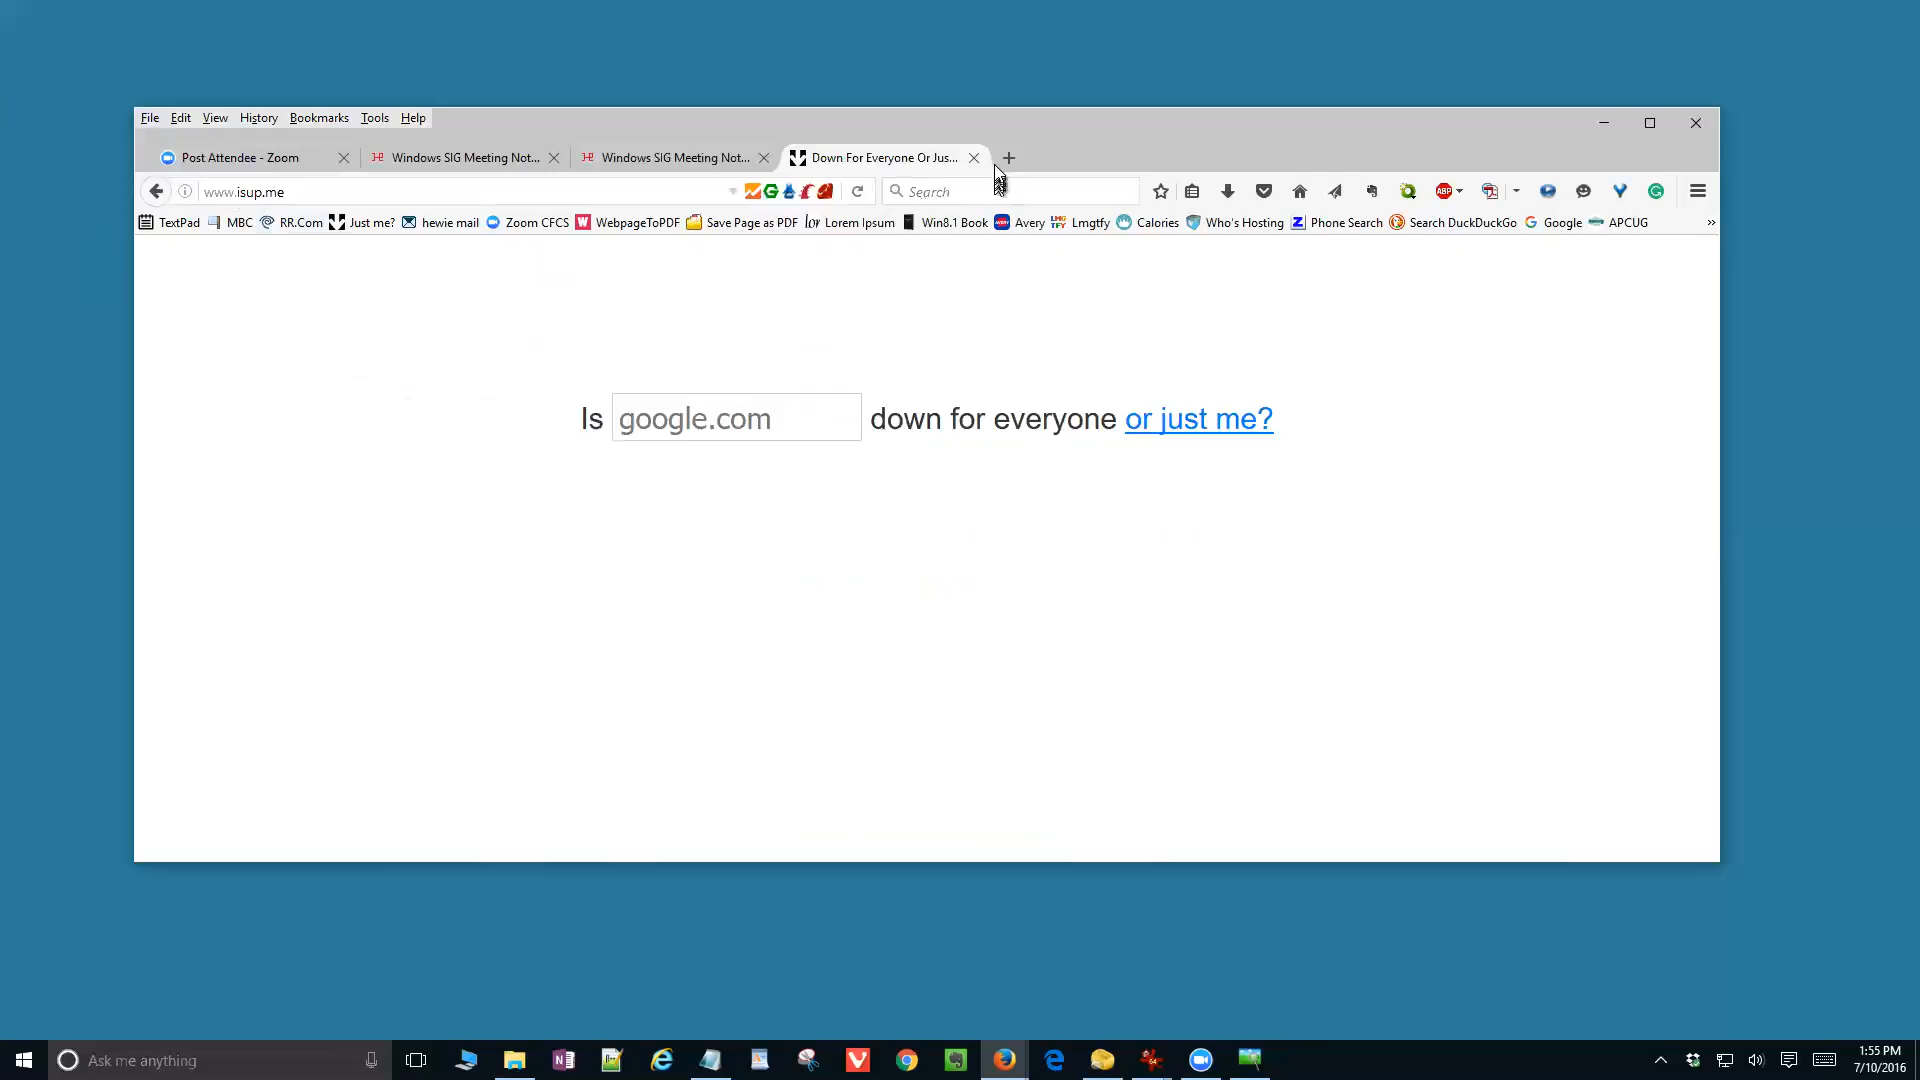 File Edit View History Bookmarks Tools Help
Post Attendee - Zoom Windows SIG Meeting Not... Windows SIG Meeting Not... Down For Everyone Or Jus...
www.isup.me Search ABP
TextPad MBC RR.Com Just me? hewie mail Zoom CFCS WebpageToPDF Save Page as PDF Lorem Ipsum Win8.1 Book Avery Lmgtfy Calories Who's Hosting Phone Search Search DuckDuckGo Google APCUG
Is google.com down for everyone or just me?
Ask me anything
1:55 PM
7/10/2016